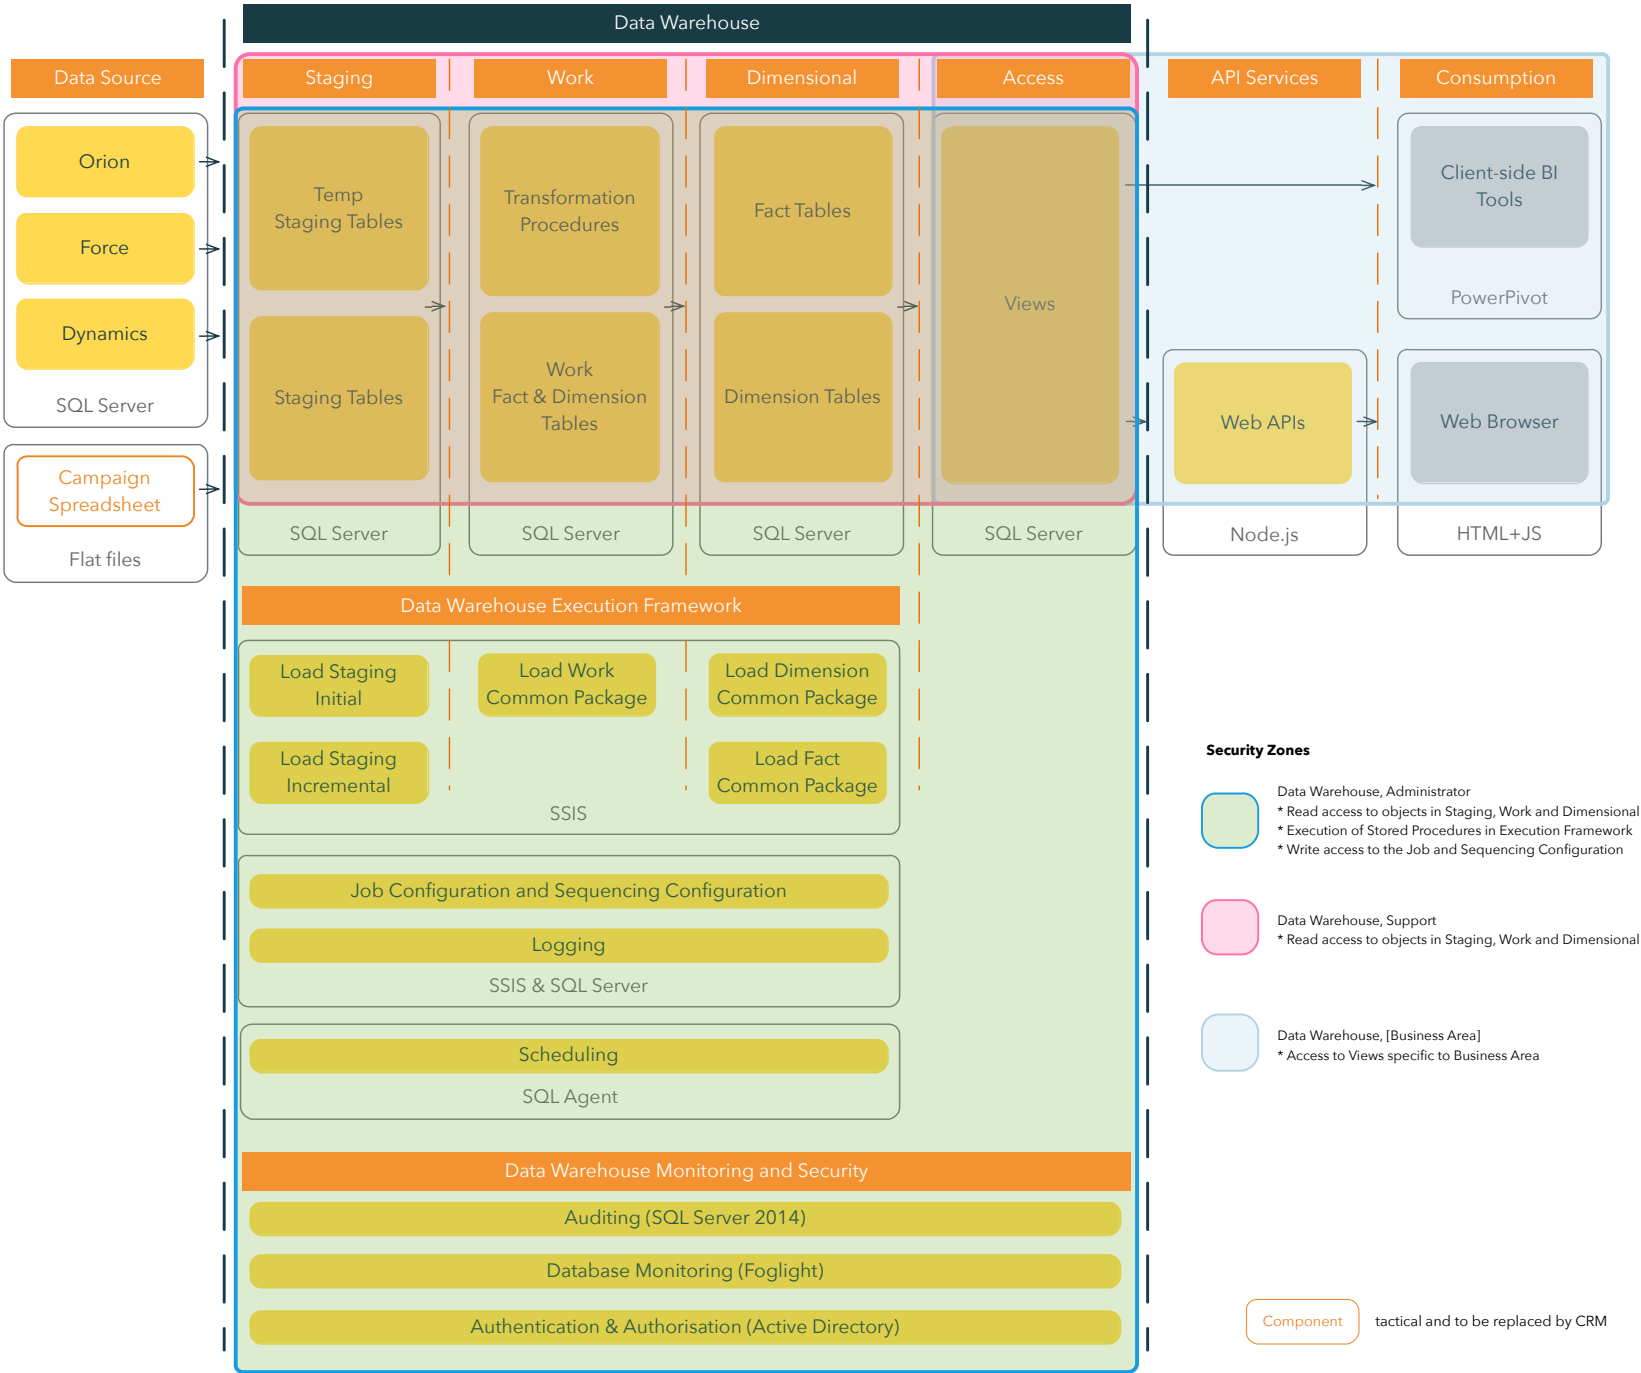 Data Warehouse
Data Source
Staging
Work
Dimensional
Access
API Services
Consumption
Orion
Force
Dynamics
SQL Server
Campaign
Spreadsheet
Flat files
Temp
Staging Tables
Staging Tables
SQL Server
Transformation
Procedures
Work
Fact & Dimension
Tables
SQL Server
Fact Tables
Dimension Tables
SQL Server
Views
SQL Server
Web APIs
Node.js
Client-side BI
Tools
PowerPivot
Web Browser
HTML+JS
Data Warehouse Execution Framework
Load Staging
Initial
Load Work
Common Package
Load Dimension
Common Package
Load Staging
Incremental
Load Fact
Common Package
SSIS
Job Configuration and Sequencing Configuration
Logging
SSIS & SQL Server
Scheduling
SQL Agent
Data Warehouse Monitoring and Security
Auditing (SQL Server 2014)
Database Monitoring (Foglight)
Authentication & Authorisation (Active Directory)
Security Zones
Data Warehouse, Administrator
* Read access to objects in Staging, Work and Dimensional
* Execution of Stored Procedures in Execution Framework
* Write access to the Job and Sequencing Configuration
Data Warehouse, Support
* Read access to objects in Staging, Work and Dimensional
Data Warehouse, [Business Area]
* Access to Views specific to Business Area
Component
tactical and to be replaced by CRM